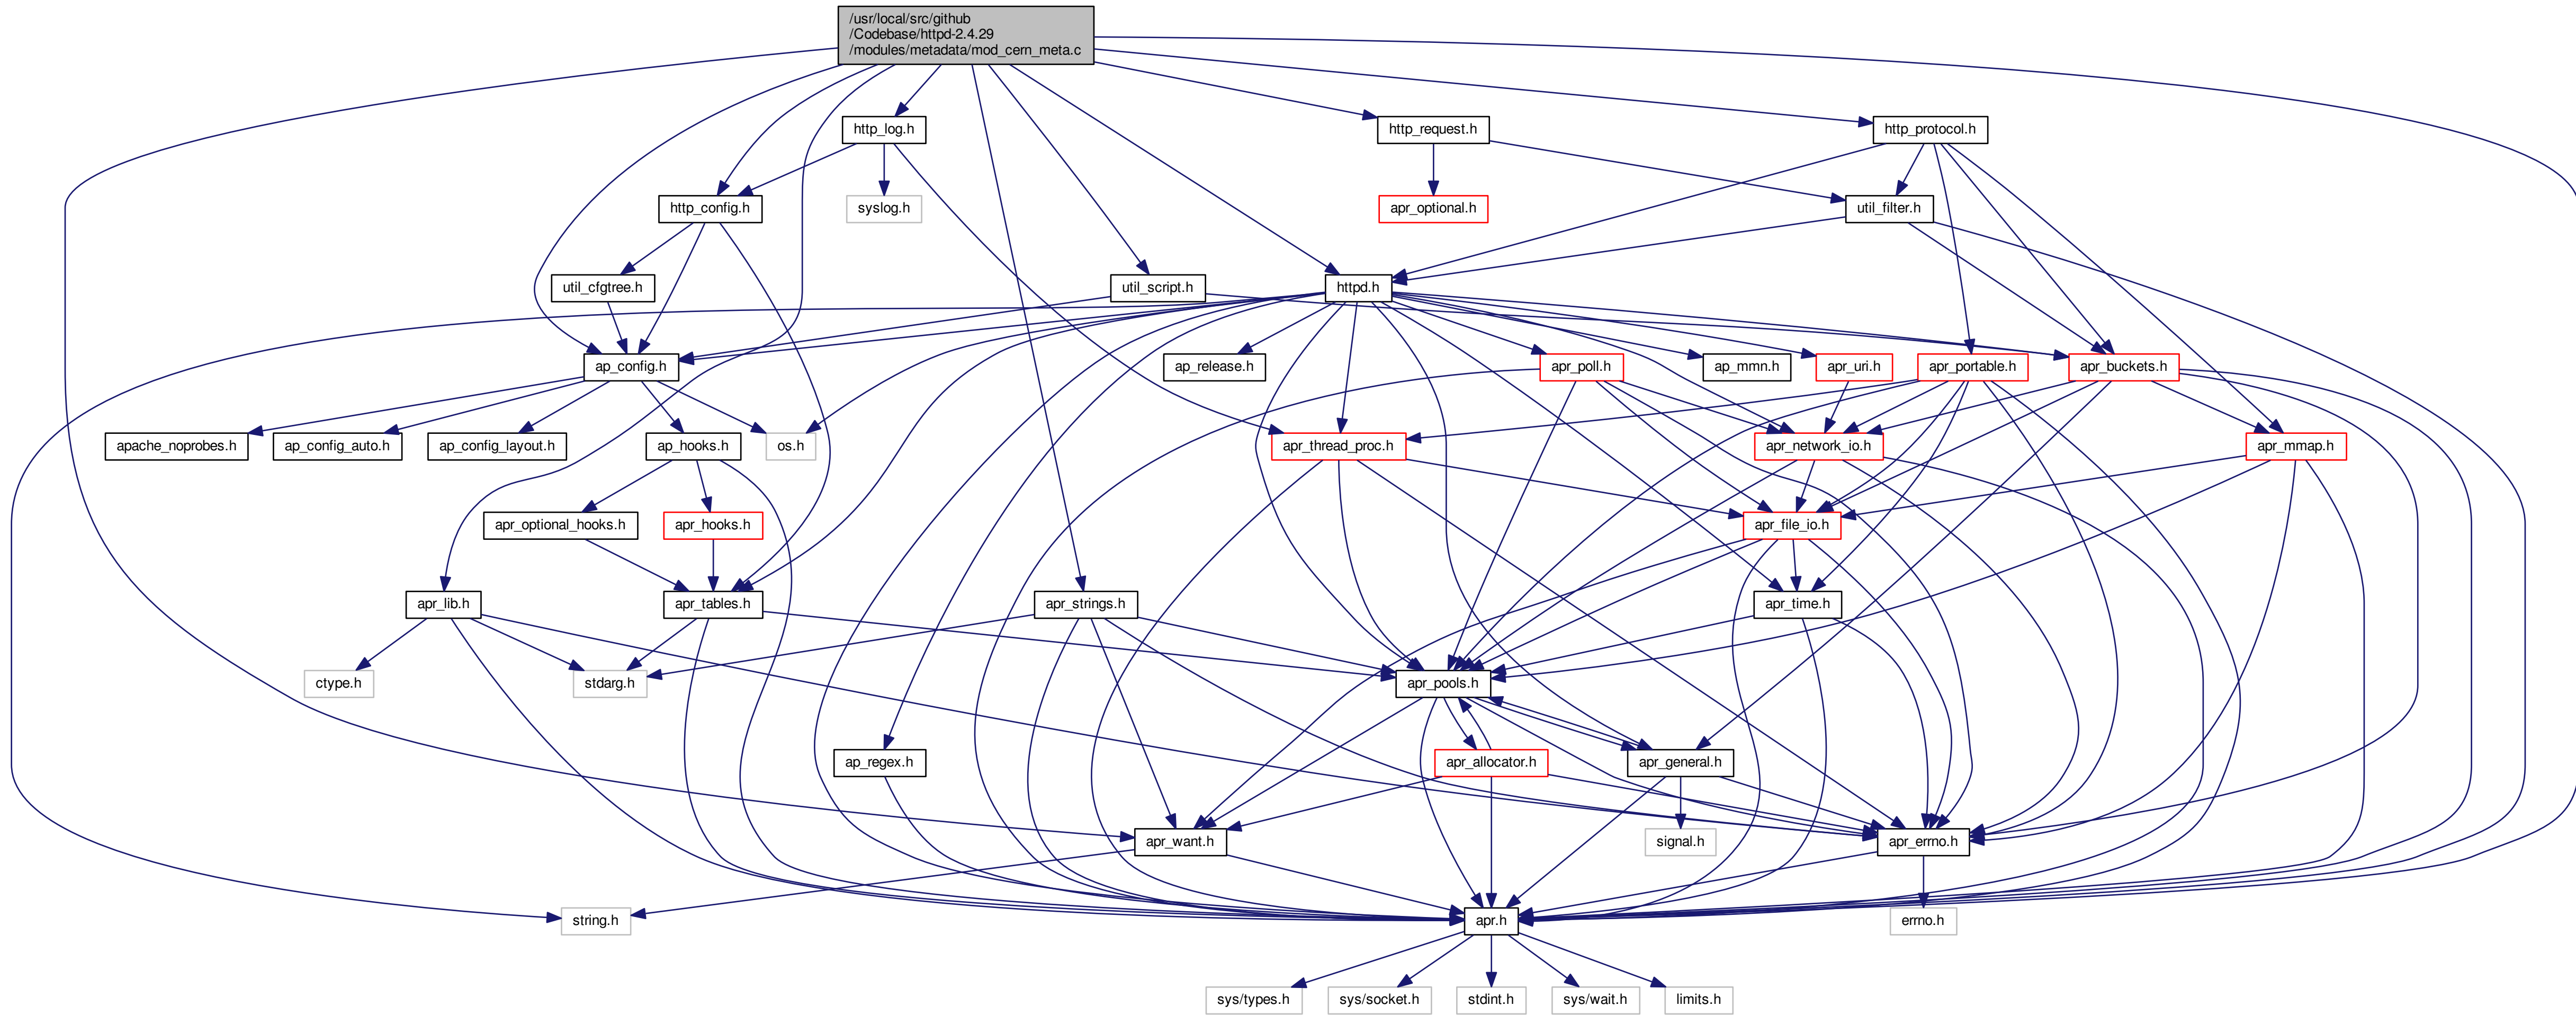 /usr/local/src/github
/Codebase/httpd-2.4.29
/modules/metadata/mod_cern_meta.c
http_log.h
http_request.h
http_protocol.h
http_config.h
syslog.h
apr_optional.h
util_filter.h
util_cfgtree.h
util_script.h
httpd.h
ap_config.h
ap_release.h
apr_poll.h
ap_mmn.h
apr_uri.h
apr_portable.h
apr_buckets.h
apache_noprobes.h
ap_config_auto.h
ap_config_layout.h
ap_hooks.h
os.h
apr_thread_proc.h
apr_network_io.h
apr_mmap.h
apr_optional_hooks.h
apr_hooks.h
apr_file_io.h
apr_lib.h
apr_tables.h
apr_strings.h
apr_time.h
ctype.h
stdarg.h
apr_pools.h
ap_regex.h
apr_allocator.h
apr_general.h
apr_want.h
signal.h
apr_errno.h
string.h
apr.h
errno.h
sys/types.h
sys/socket.h
stdint.h
sys/wait.h
limits.h